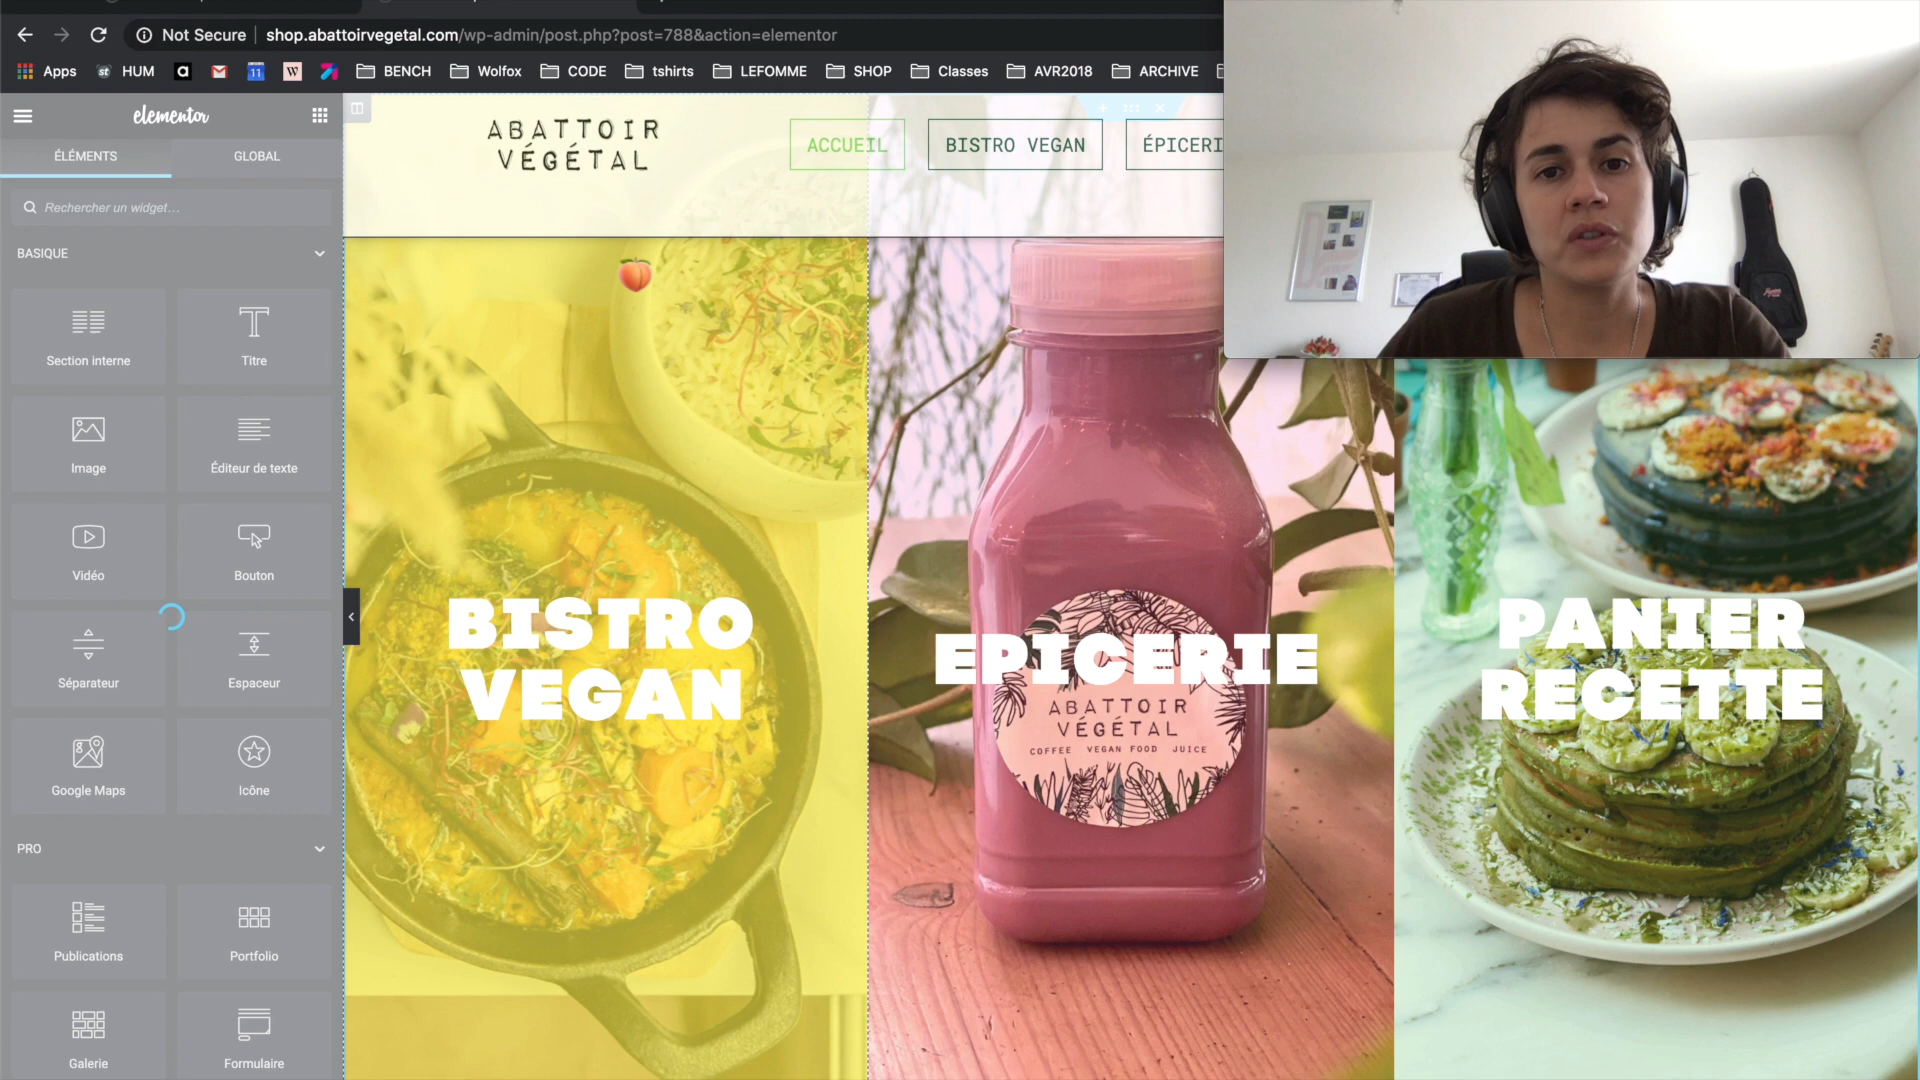 Not Secure shop.abattoirvegetal.com/wp-admin/post.php?post=788&action=elementor
Apps HUM BENCH Wolfox CODE tshirts LEFOMME SHOP Classes AVR2018 ARCHIVE
elementor
ÉLÉMENTS GLOBAL
Rechercher un widget...
BASIQUE
Section interne Titre
Image Éditeur de texte
Vidéo Bouton
Séparateur Espaceur
Google Maps Icône
PRO
Publications Portfolio
Galerie Formulaire
ABATTOIR
VÉGÉTAL
ACCUEIL BISTRO VEGAN ÉPICERI
BISTRO
VEGAN
EPICERIE
ABATTOIR
VÉGÉTAL
COFFEE VEGAN FOOD JUICE
PANIER
RECETTE